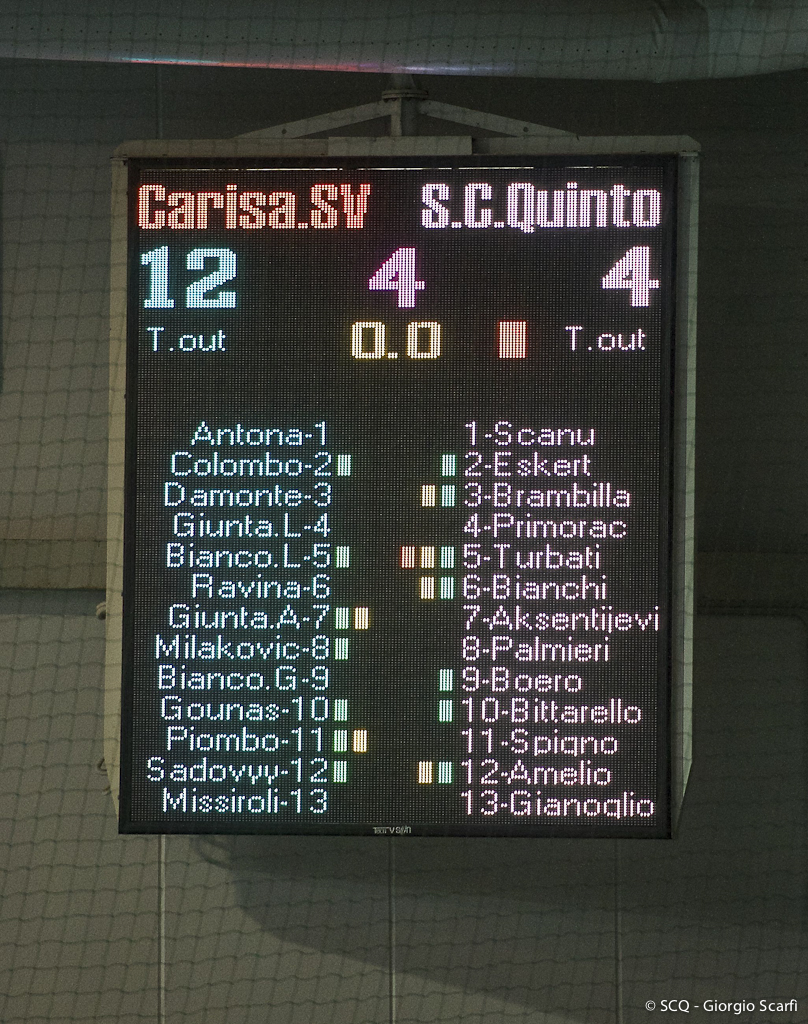 Carisa.SV S.C.Quinto
12 4 4
T.out 0.0 T.out
Antona-1 1-Scanu
Colombo-2 2-Eskert
Damonte-3 3-Brambilla
Giunta.L-4 4-Primorac
Bianco.L-5 5-Turbati
Ravina-6 6-Bianchi
Giunta.A-7 7-Aksentijevi
Milakovic-8 8-Palmieri
Bianco.G-9 9-Boero
Gounas-10 10-Bittarello
Piombo-11 11-Spigno
Sadovyy-12 12-Amelio
Missiroli-13 13-Gianoglio
© SCQ - Giorgio Scarfì